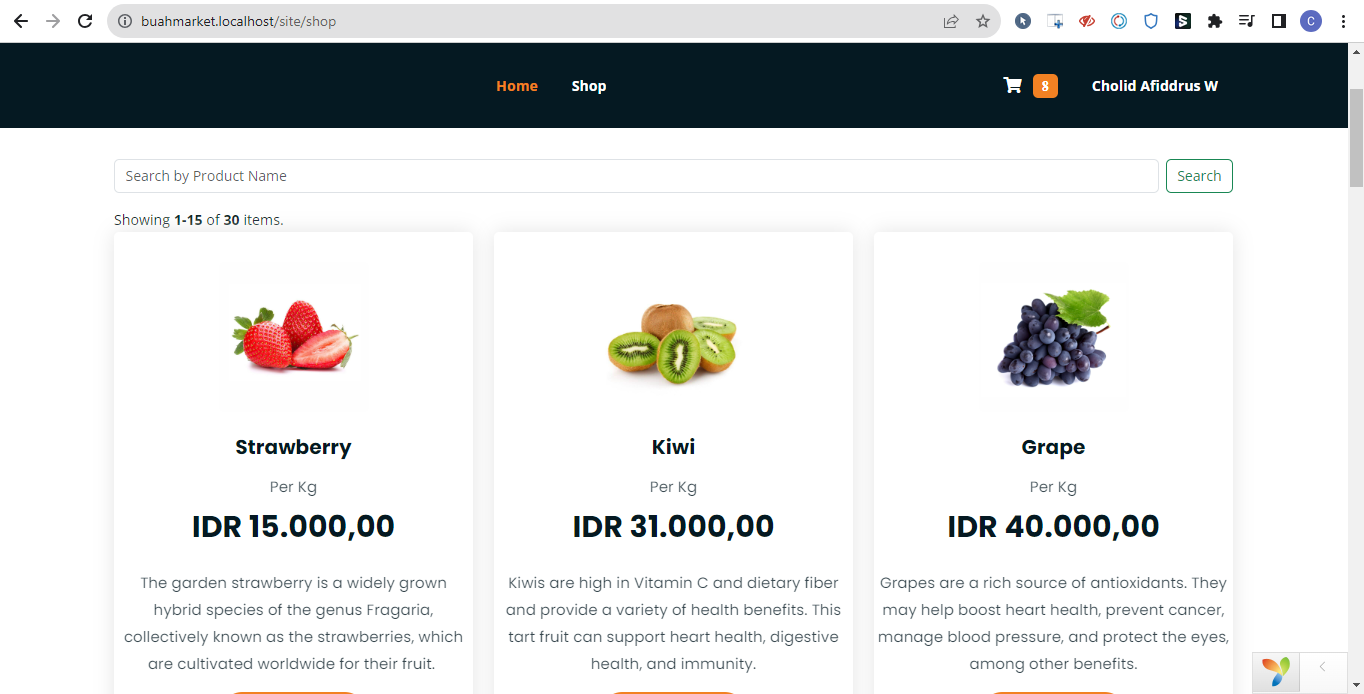 buahmarket.localhost/site/shop
C
Home
Shop
8
Cholid Afiddrus W
Search by Product Name
Search
Showing 1-15 of 30 items.
Strawberry
Per Kg
IDR 15.000,00
The garden strawberry is a widely grown
hybrid species of the genus Fragaria,
collectively known as the strawberries, which
are cultivated worldwide for their fruit.
Kiwi
Per Kg
IDR 31.000,00
Kiwis are high in Vitamin C and dietary fiber
and provide a variety of health benefits. This
tart fruit can support heart health, digestive
health, and immunity.
Grape
Per Kg
IDR 40.000,00
Grapes are a rich source of antioxidants. They
may help boost heart health, prevent cancer,
manage blood pressure, and protect the eyes,
among other benefits.